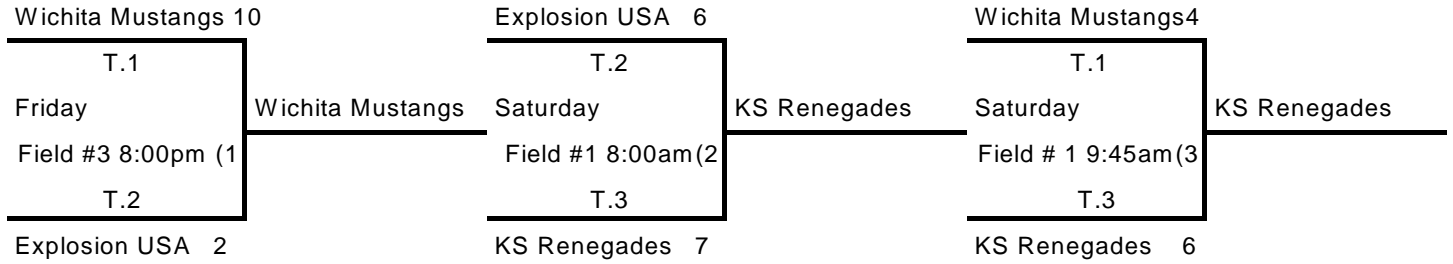 Wichita Mustangs 10
T.1
Friday
Wichita Mustangs
Field #3 8:00pm (1
T.2
Explosion USA 2
Explosion USA 6
T.2
Saturday
KS Renegades
Field #1 8:00am (2
T.3
KS Renegades 7
Wichita Mustangs4
T.1
Saturday
KS Renegades
Field # 1 9:45am (3
T.3
KS Renegades 6